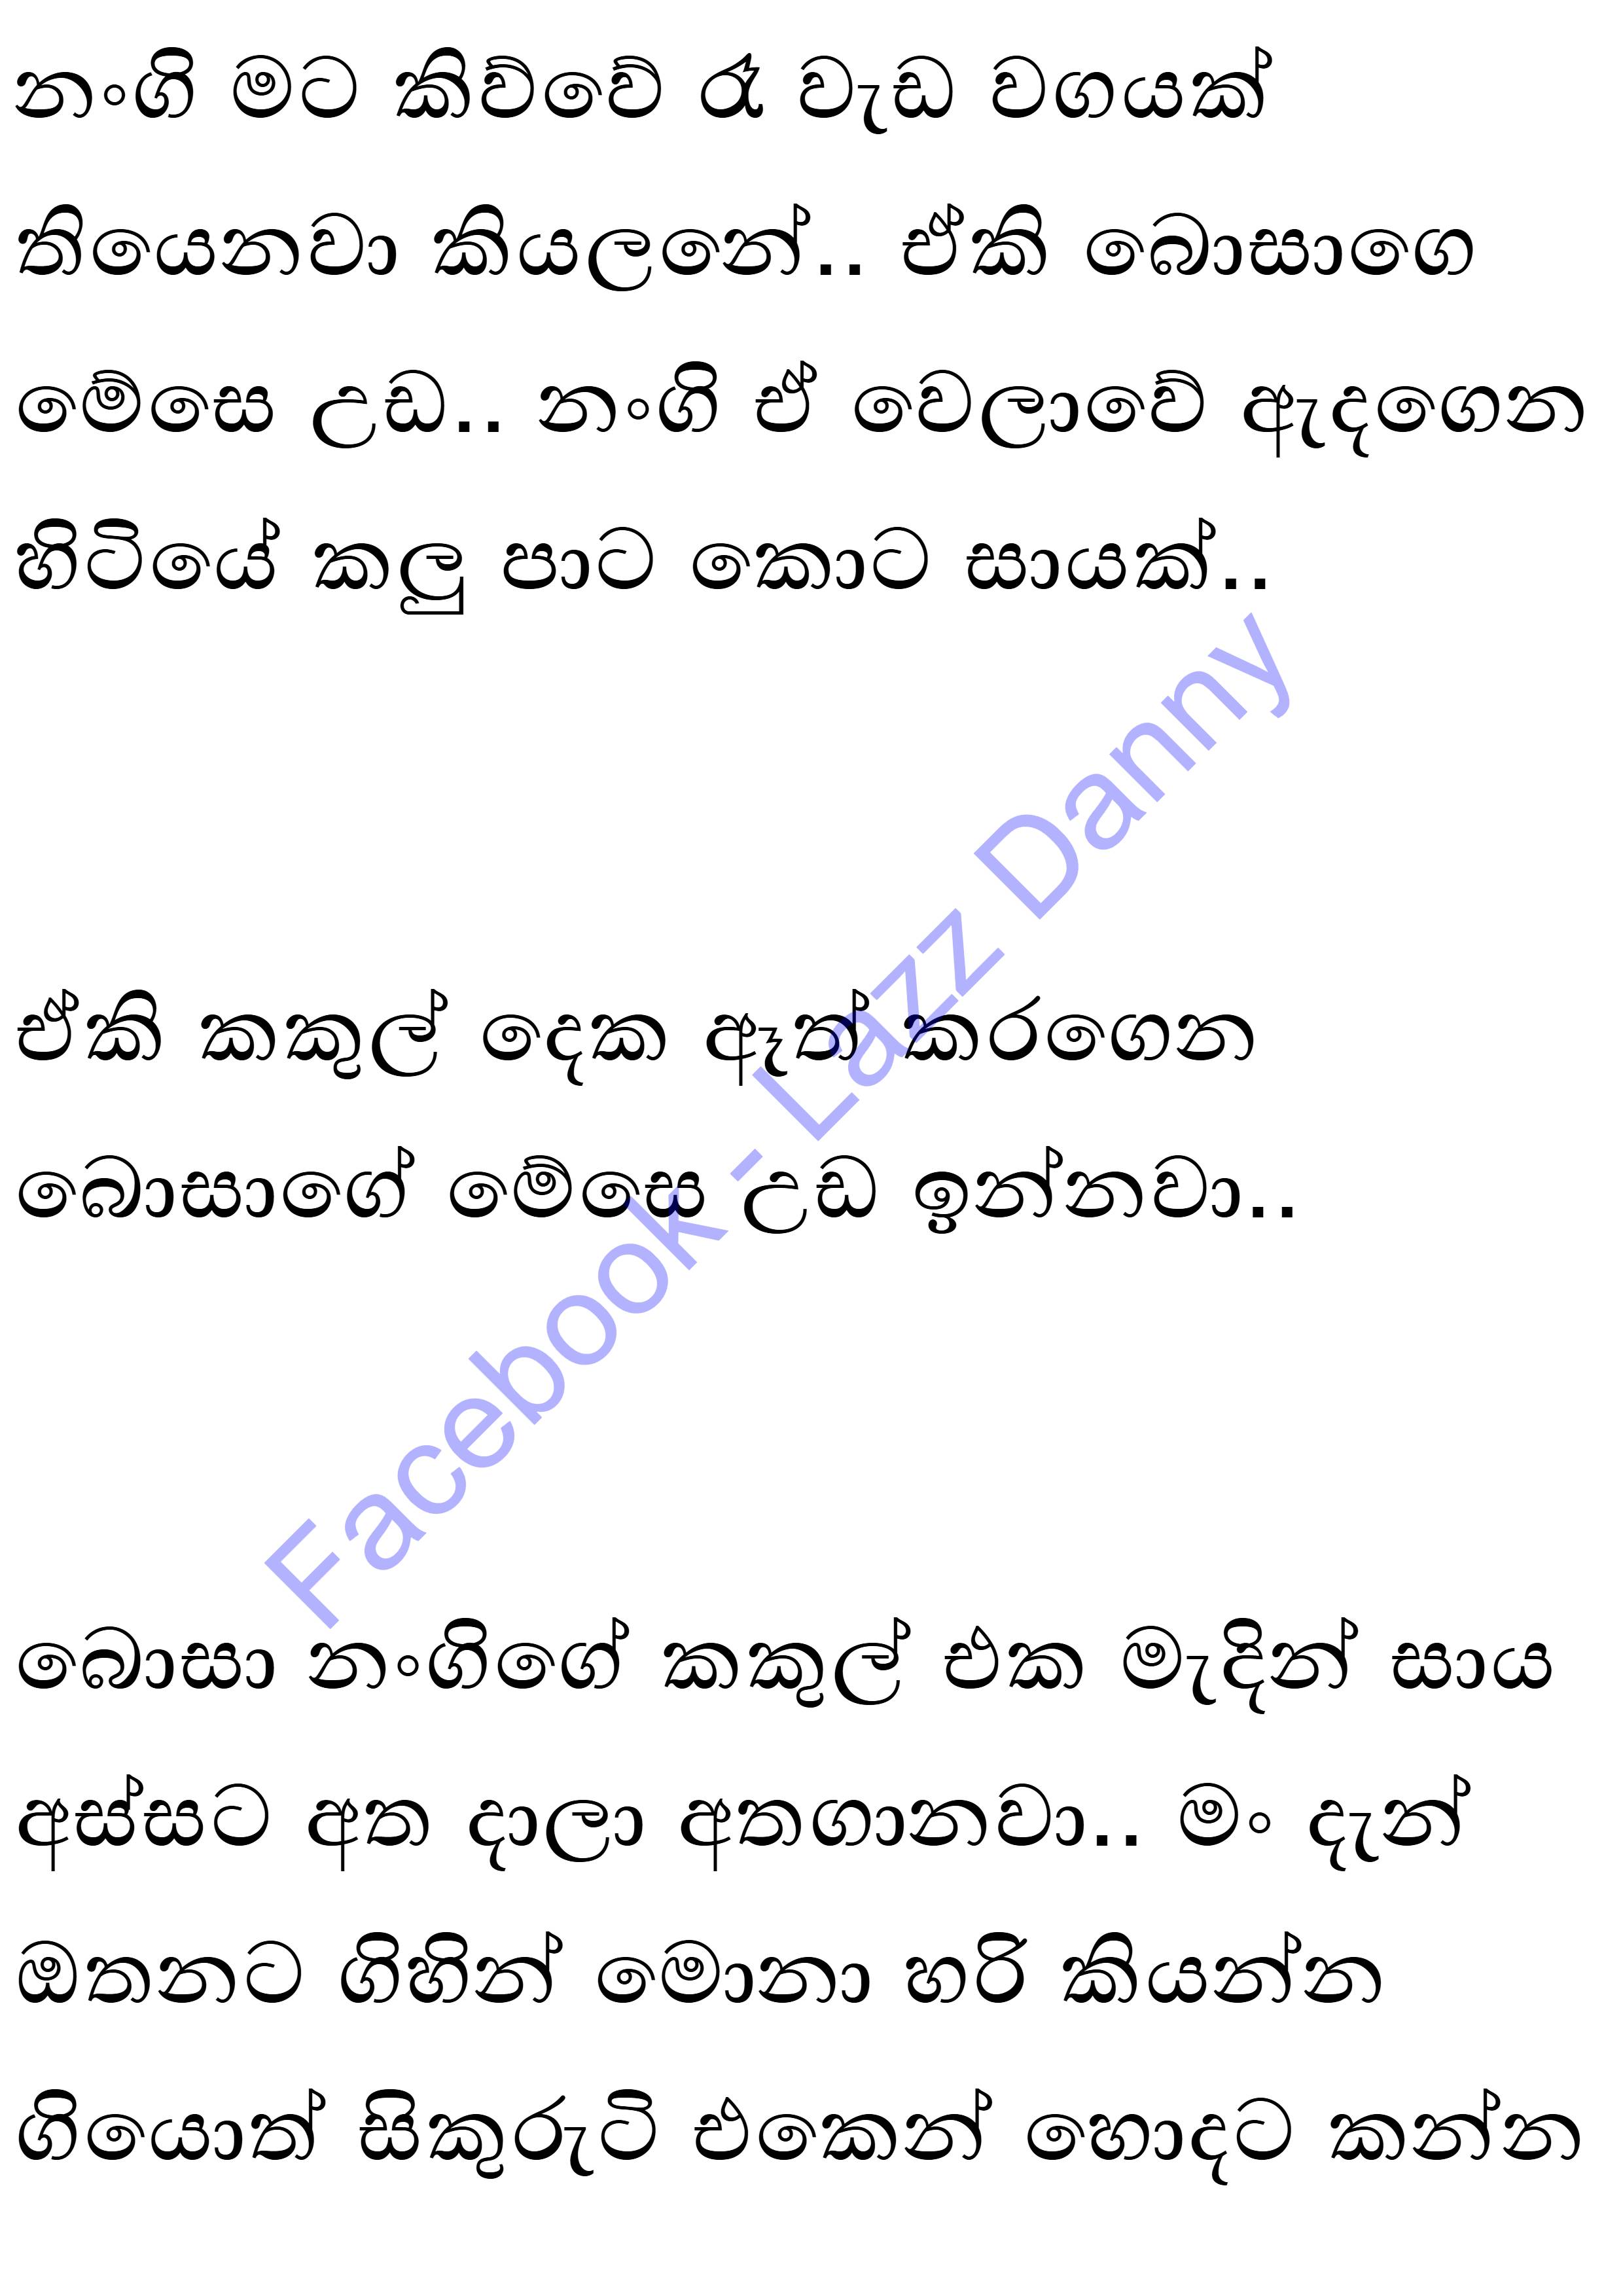 නංගි මට කිව්වේ රෑ වැඩ වගයක්
තියෙනවා කියලනේ.. ඒකි බොසාගෙ
මේසෙ උඩ.. නංගි ඒ වෙලාවේ ඇදගෙන
හිටියේ කලු පාට කොට සායක්..
ඒකි කකුල් දෙක ඈත් කරගෙන
බොසාගේ මේසෙ උඩ ඉන්නවා..
බොසා නංගිගේ කකුල් එක මැදින් සාය
අස්සට අත දාලා අතගානවා.. මං දැන්
ඔතනට ගිහින් මොනා හරි කියන්න
ගියොත් සිකුරුටි එකෙන් හොදට කන්න
Facebook - Lazz Danny